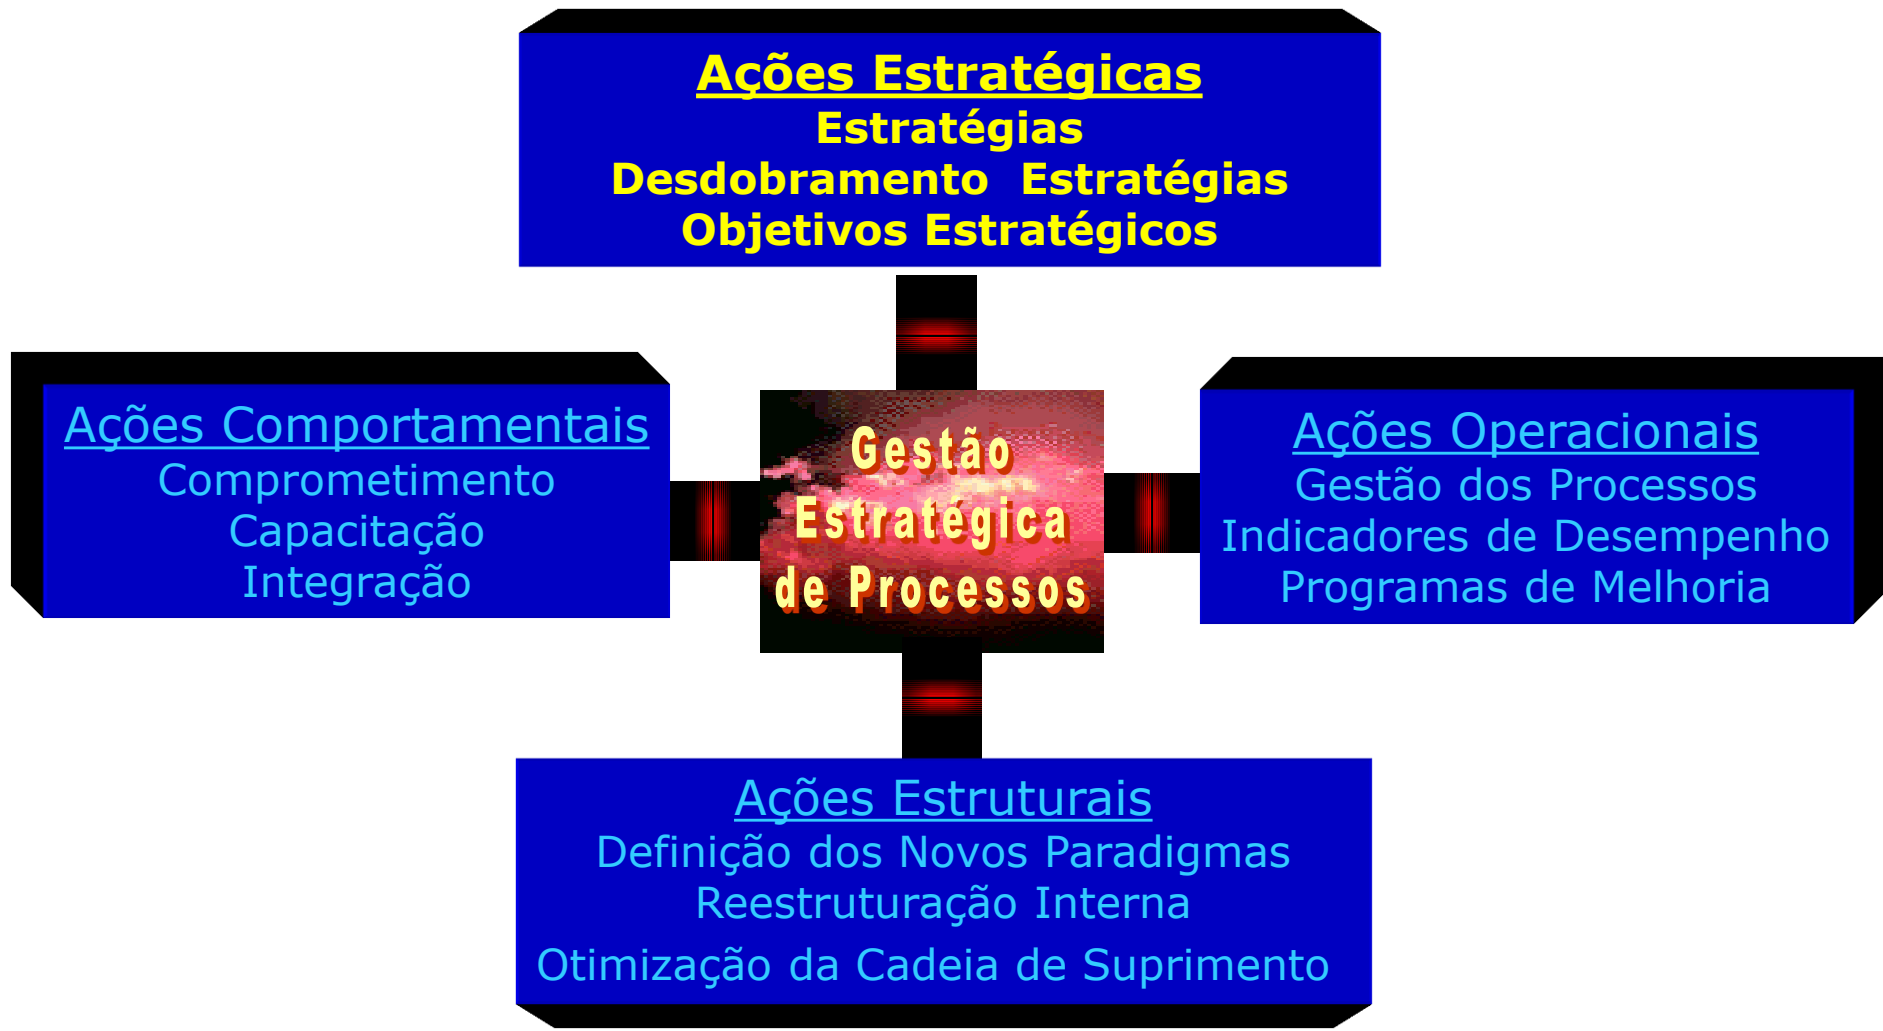 Ações Estratégicas
Estratégias
Desdobramento  Estratégias
Objetivos Estratégicos
Ações Comportamentais
Comprometimento
Capacitação
Integração
Gestão
Estratégica
de Processos
Ações Operacionais
Gestão dos Processos
Indicadores de Desempenho
Programas de Melhoria
Ações Estruturais
Definição dos Novos Paradigmas
Reestruturação Interna
Otimização da Cadeia de Suprimento